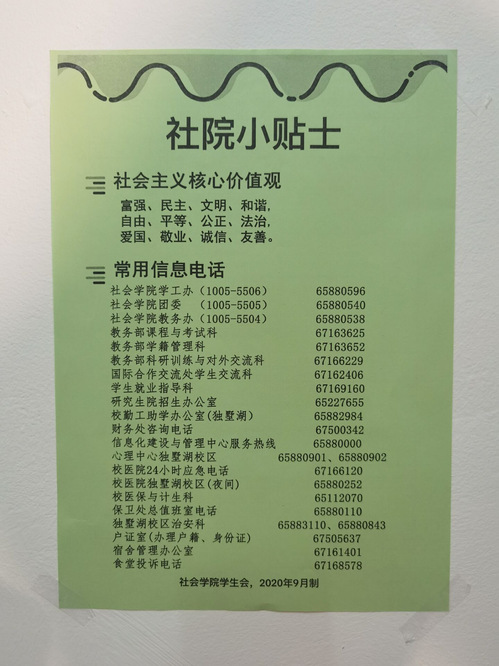 社院小贴士
社会主义核心价值观
富强、民主、文明、和谐,
自由、平等、公正、法治,
爱国、敬业、诚信、友善。
常用信息电话
社会学院学工办（1005-5506） 65880596
社会学院团委 （1005-5505） 65880540
社会学院教务办（1005-5504） 65880538
教务部课程与考试科 67163625
教务部学籍管理科 67163652
教务部科研训练与对外交流科 67166229
国际合作交流处学生交流科 67162406
学生就业指导科 67169160
研究生院招生办公室 65227655
校勤工助学办公室(独墅湖） 65882984
财务处咨询电话 67500342
信息化建设与管理中心服务热线 65880000
心理中心独墅湖校区 65880901、65880902
校医院24小时应急电话 67166120
校医院独墅湖校区(夜间) 65880252
校医保与计生科 65112070
保卫处总值班室电话 65880110
独墅湖校区治安科 65883110、65880843
户证室(办理户籍、身份证) 67505637
宿舍管理办公室 67161401
食堂投诉电话 67168578
社会学院学生会，2020年9月制